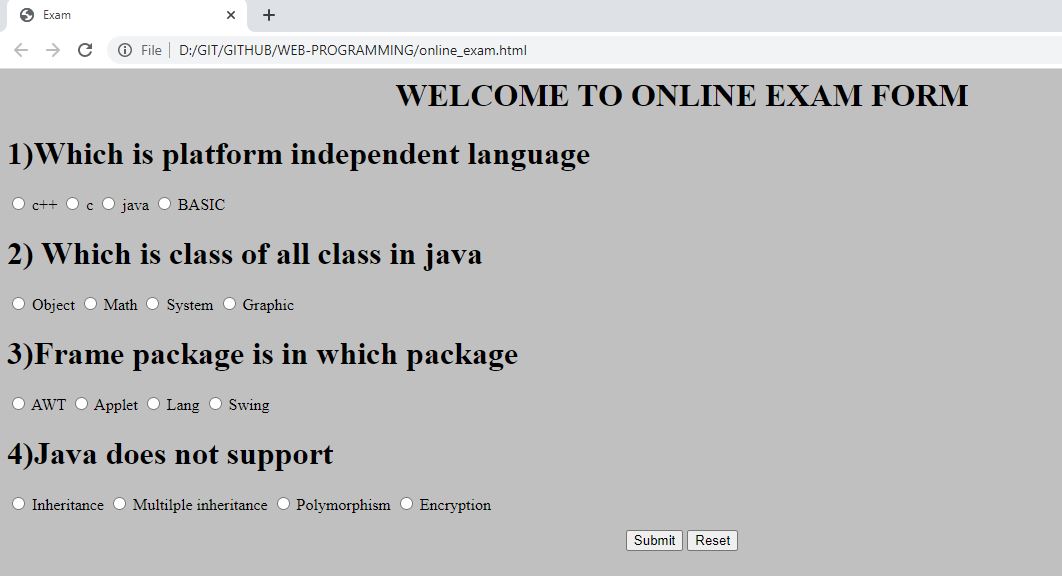 Exam
File D:/GIT/GITHUB/WEB-PROGRAMMING/online_exam.html
WELCOME TO ONLINE EXAM FORM
1)Which is platform independent language
c++ c java BASIC
2) Which is class of all class in java
Object Math System Graphic
3)Frame package is in which package
AWT Applet Lang Swing
4)Java does not support
Inheritance Multilple inheritance Polymorphism Encryption
Submit Reset